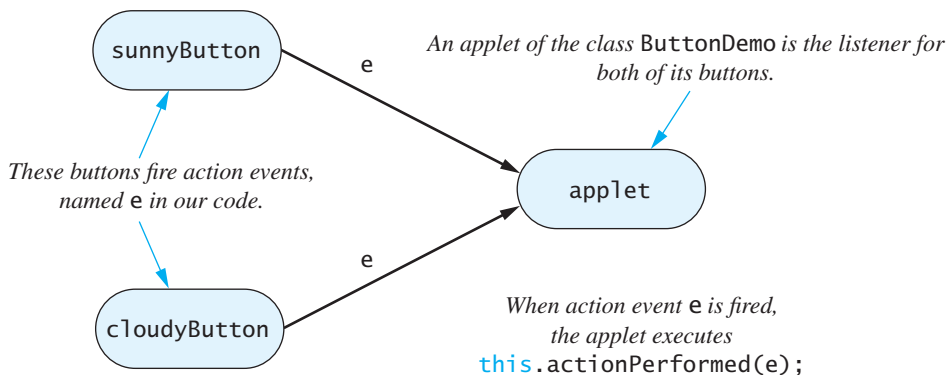 sunnyButton
e
An applet of the class ButtonDemo is the listener for
both of its buttons.
These buttons fire action events,
named e in our code.
applet
e
cloudyButton
When action event e is fired,
the applet executes
this.actionPerformed(e);